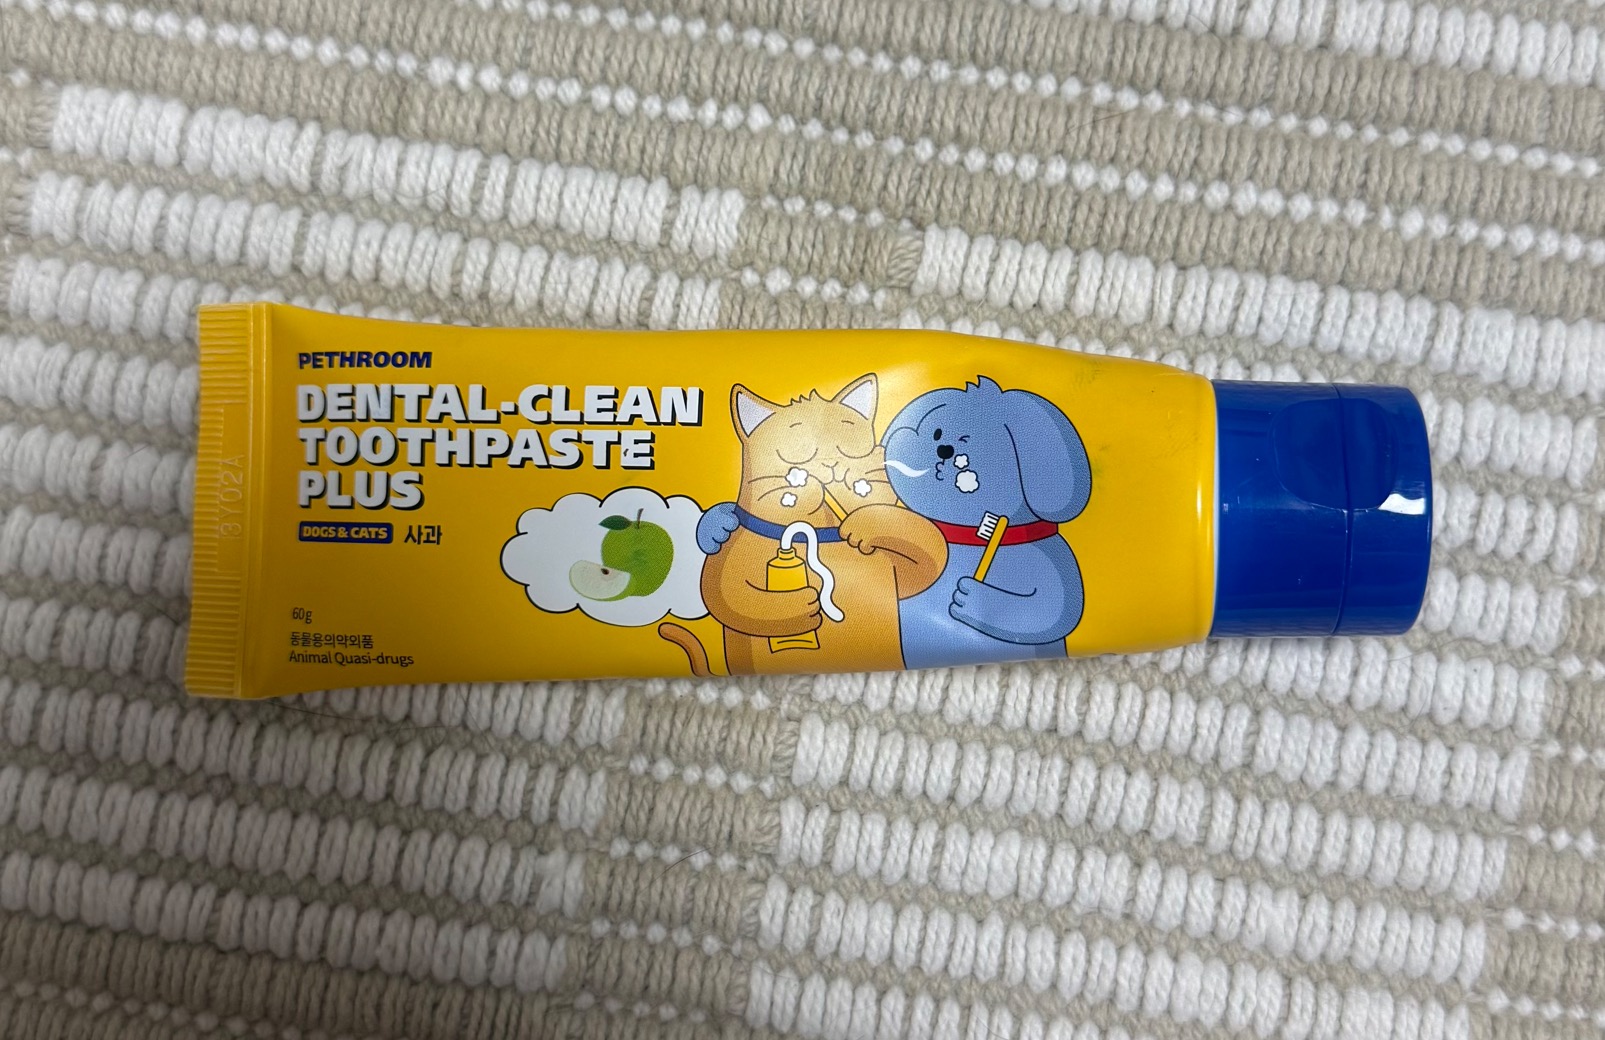 PETHROOM
DENTAL-CLEAN
TOOTHPASTE
PLUS
DOGS & CATS 사과
60g
동물용의약외품
Animal Quasi-drugs